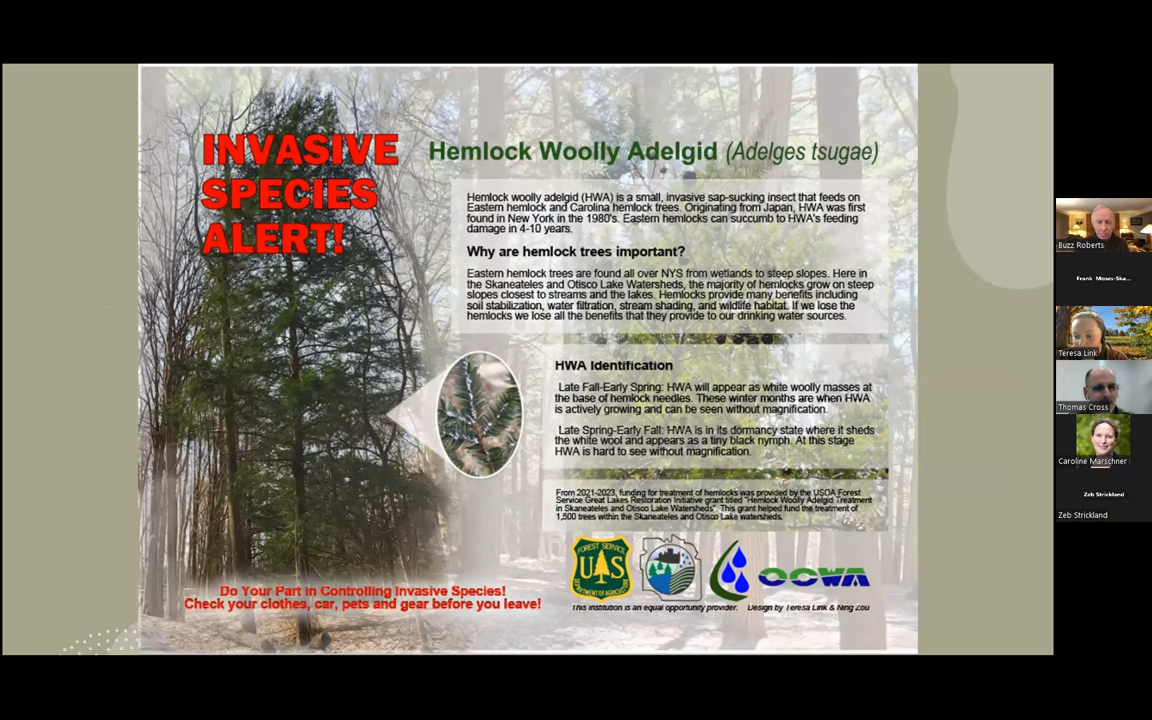 INVASIVE
SPECIES
ALERT!
Hemlock Woolly Adelgid (Adelges tsugae)
Hemlock woolly adelgid (HWA) is a small, invasive sap-sucking insect that feeds on
Eastern hemlock and Carolina hemlock trees. Originating from Japan, HWA was first
found in New York in the 1980's. Eastern hemlocks can succumb to HWA's feeding
damage in 4-10 years.
Why are hemlock trees important?
Eastern hemlock trees are found all over NYS from wetlands to steep slopes. Here in
the Skaneateles and Otisco Lake Watersheds, the majority of hemlocks grow on steep
slopes closest to streams and the lakes. Hemlocks provide many benefits including
soil stabilization, water filtration, stream shading, and wildlife habitat. If we lose the
hemlocks we lose all the benefits that they provide to our drinking water sources.
HWA Identification
Late Fall-Early Spring: HWA will appear as white woolly masses at
the base of hemlock needles. These winter months are when HWA
is actively growing and can be seen without magnification.
Late Spring-Early Fall: HWA is in its dormancy state where it sheds
the white wool and appears as a tiny black nymph. At this stage
HWA is hard to see without magnification.
From 2021-2023, funding for treatment of hemlocks was provided by the USDA Forest
Service Great Lakes Restoration Initiative grant titled "Hemlock Woolly Adelgid Treatment
in Skaneateles and Otisco Lake Watersheds". This grant helped fund the treatment of
1,500 trees within the Skaneateles and Otisco Lake watersheds.
FOREST SERVICE
U S
DEPARTMENT OF AGRICULTURE
OCWA
This institution is an equal opportunity provider. Design by Teresa Link & Ning Zou
Do Your Part in Controlling Invasive Species!
Check your clothes, car, pets and gear before you leave!
Buzz Roberts
Frank Moses-Ska...
Teresa Link
Thomas Cross
Caroline Marschner
Zeb Strickland
Zeb Strickland